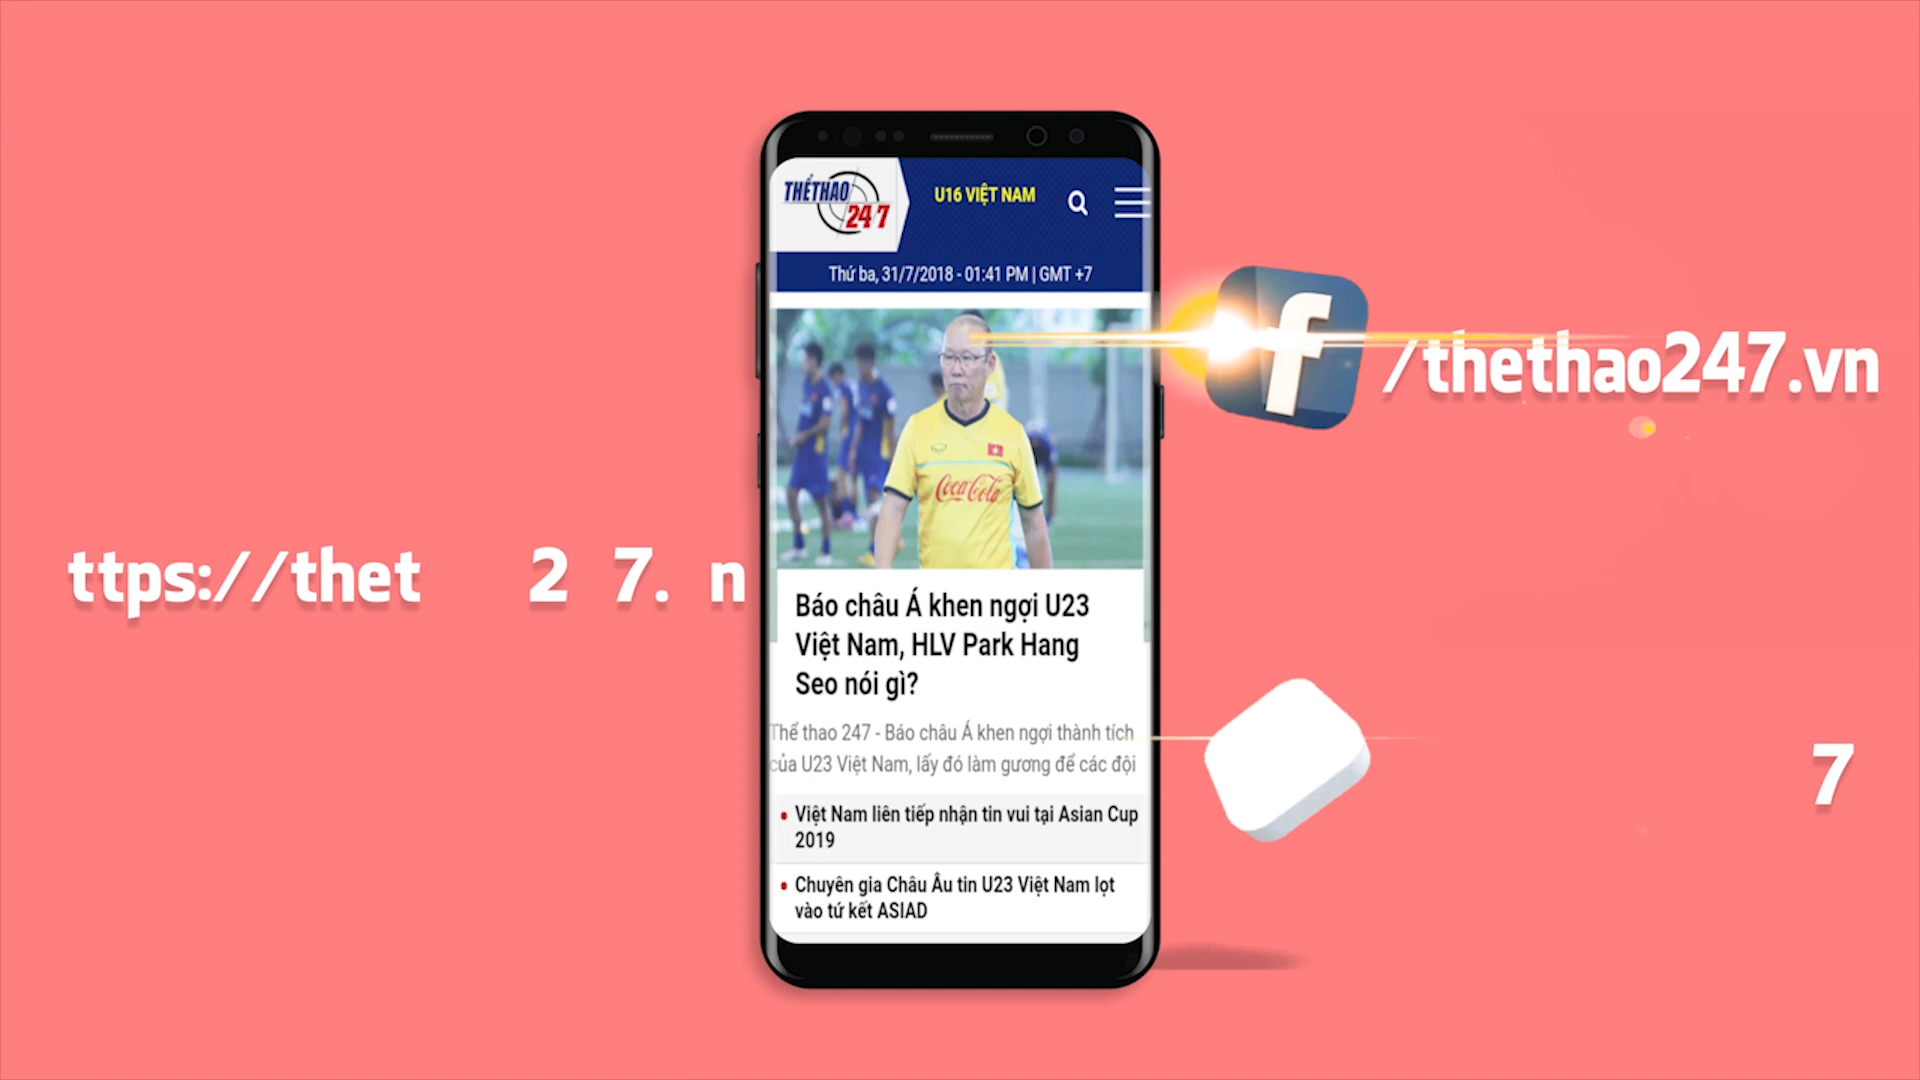 THỂTHAO
247
U16 VIỆT NAM
Thứ ba, 31/7/2018 - 01:41 PM | GMT +7
f
/thethao247.vn
Coca-Cola
ttps://thet 2 7. n
Báo châu Á khen ngợi U23
Việt Nam, HLV Park Hang
Seo nói gì?
Thể thao 247 - Báo châu Á khen ngợi thành tích
của U23 Việt Nam, lấy đó làm gương để các đội
7
Việt Nam liên tiếp nhận tin vui tại Asian Cup
2019
Chuyên gia Châu Âu tin U23 Việt Nam lọt
vào tứ kết ASIAD